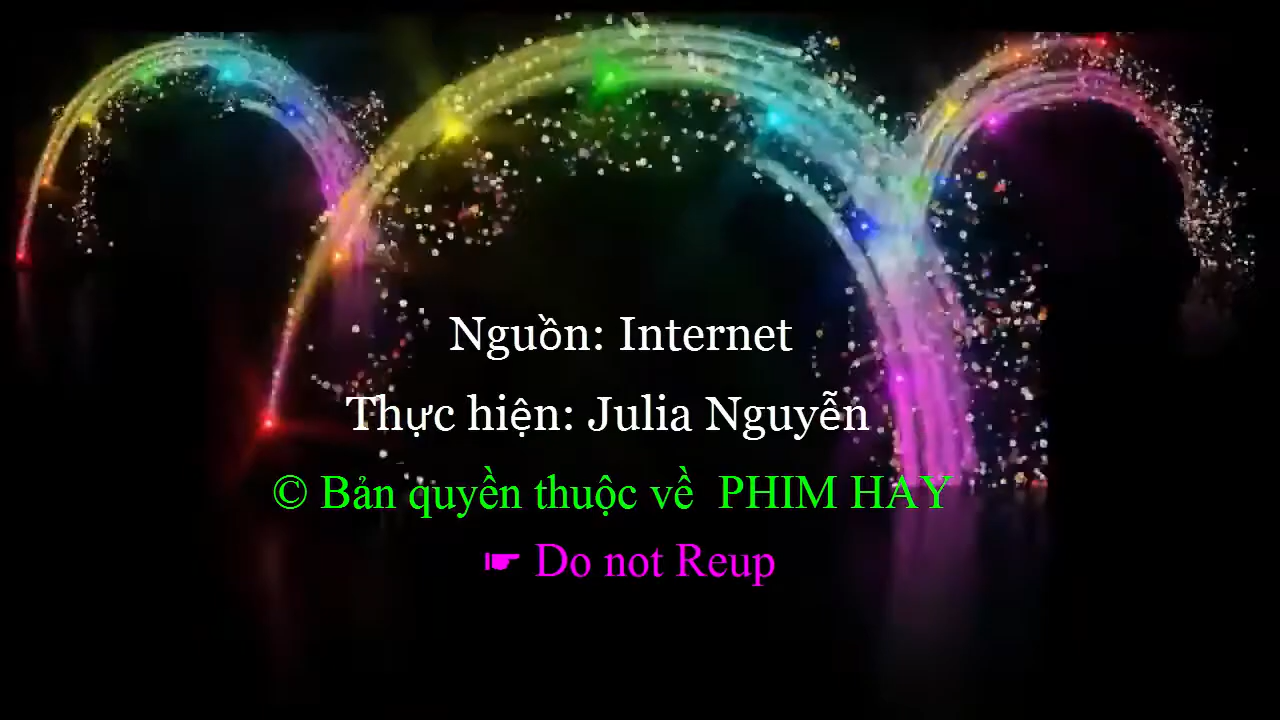 Nguồn: Internet
Thực hiện: Julia Nguyễn
© Bản quyền thuộc về PHIM HAY
☛ Do not Reup